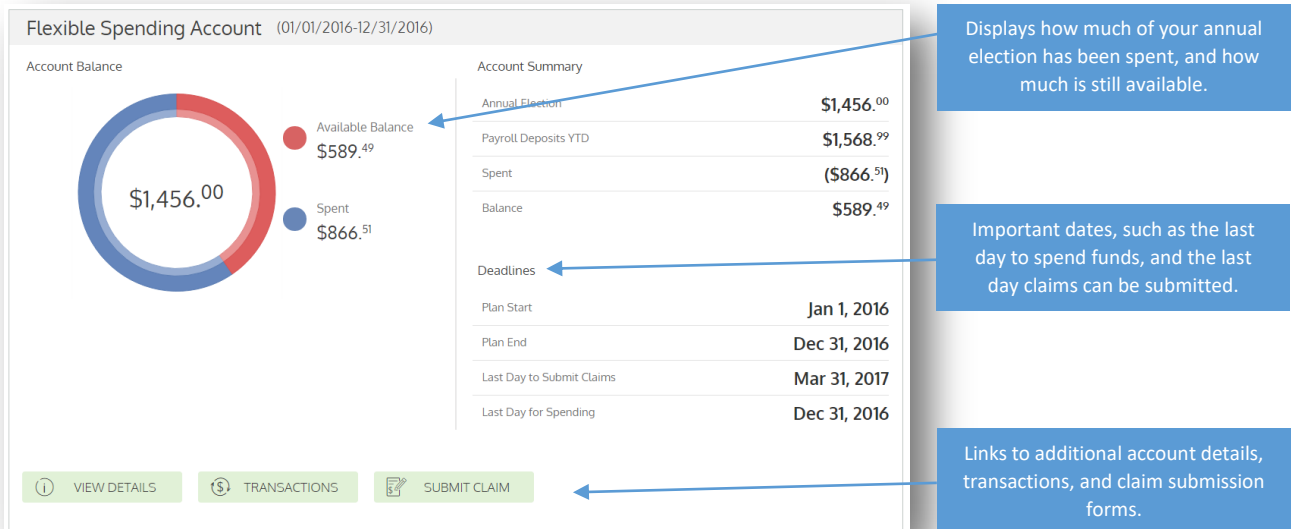 Flexible Spending Account (01/01/2016-12/31/2016)
Account Balance
$1,456.00
Available Balance
$589.49
Spent
$866.51
Account Summary
Annual Election $1,456.00
Payroll Deposits YTD $1,568.99
Spent ($866.51)
Balance $589.49
Deadlines
Plan Start Jan 1, 2016
Plan End Dec 31, 2016
Last Day to Submit Claims Mar 31, 2017
Last Day for Spending Dec 31, 2016
VIEW DETAILS
TRANSACTIONS
SUBMIT CLAIM
Displays how much of your annual
election has been spent, and how
much is still available.
Important dates, such as the last
day to spend funds, and the last
day claims can be submitted.
Links to additional account details,
transactions, and claim submission
forms.